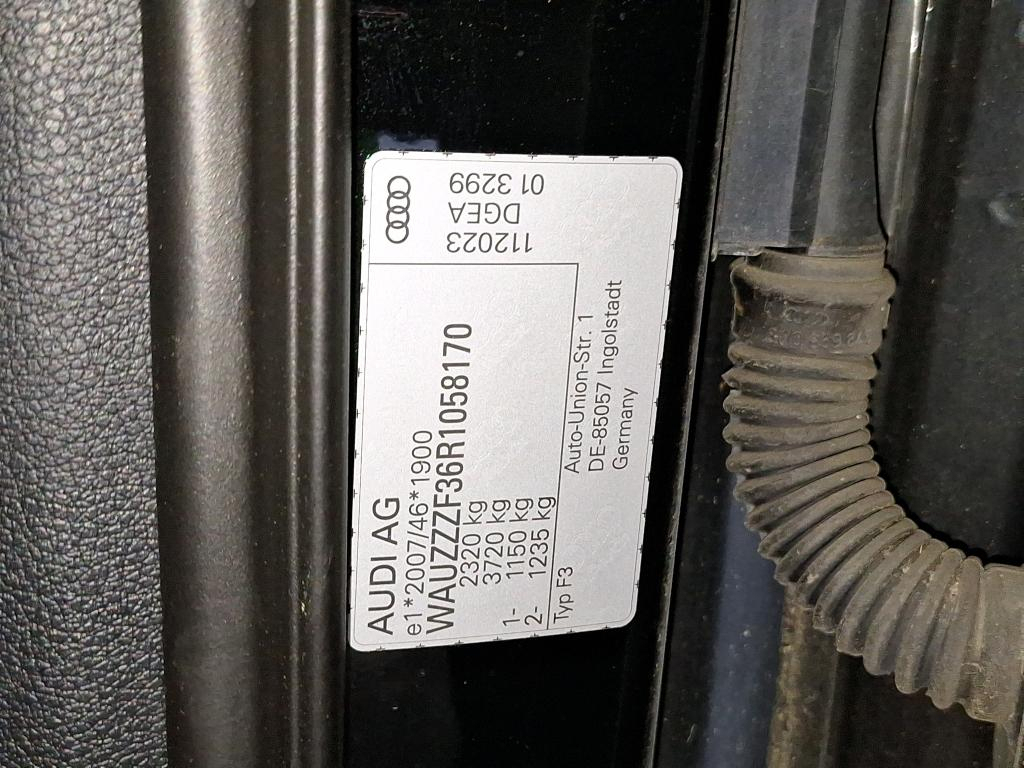 AUDI AG
e1*2007/46*1900
WAUZZZF36R1058170
2320 kg
3720 kg
1- 1150 kg
2- 1235 kg
Typ F3
Auto-Union-Str. 1
DE-85057 Ingolstadt
Germany
112023
DGEA
01 3299